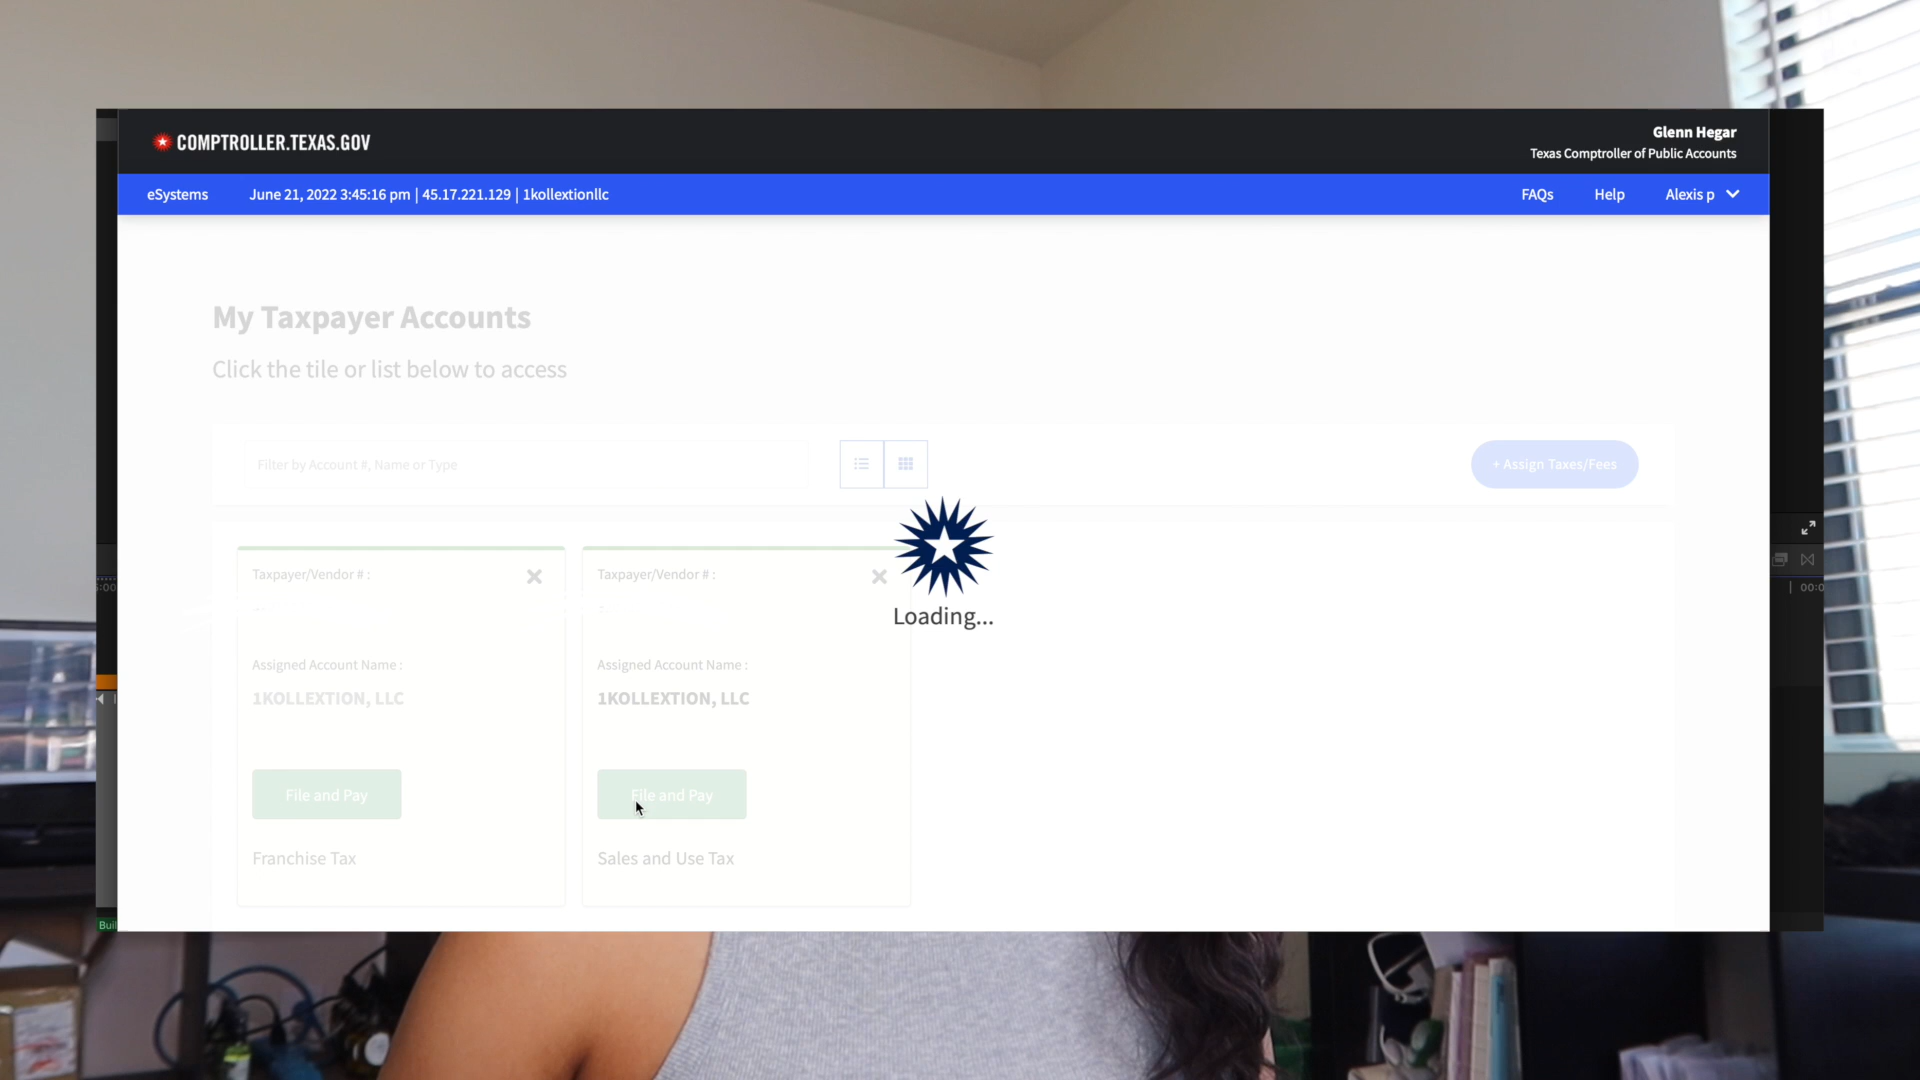 COMPTROLLER.TEXAS.GOV
Glenn Hegar
Texas Comptroller of Public Accounts
eSystems June 21, 2022 3:45:16 pm | 45.17.221.129 | 1kollextionllc FAQs Help Alexis p
My Taxpayer Accounts
Click the tile or list below to access
Filter by Account #, Name or Type
+ Assign Taxes/Fees
Loading...
Taxpayer/Vendor # :
Assigned Account Name :
1KOLLEXTION, LLC
File and Pay
Franchise Tax
Taxpayer/Vendor # :
Assigned Account Name :
1KOLLEXTION, LLC
File and Pay
Sales and Use Tax